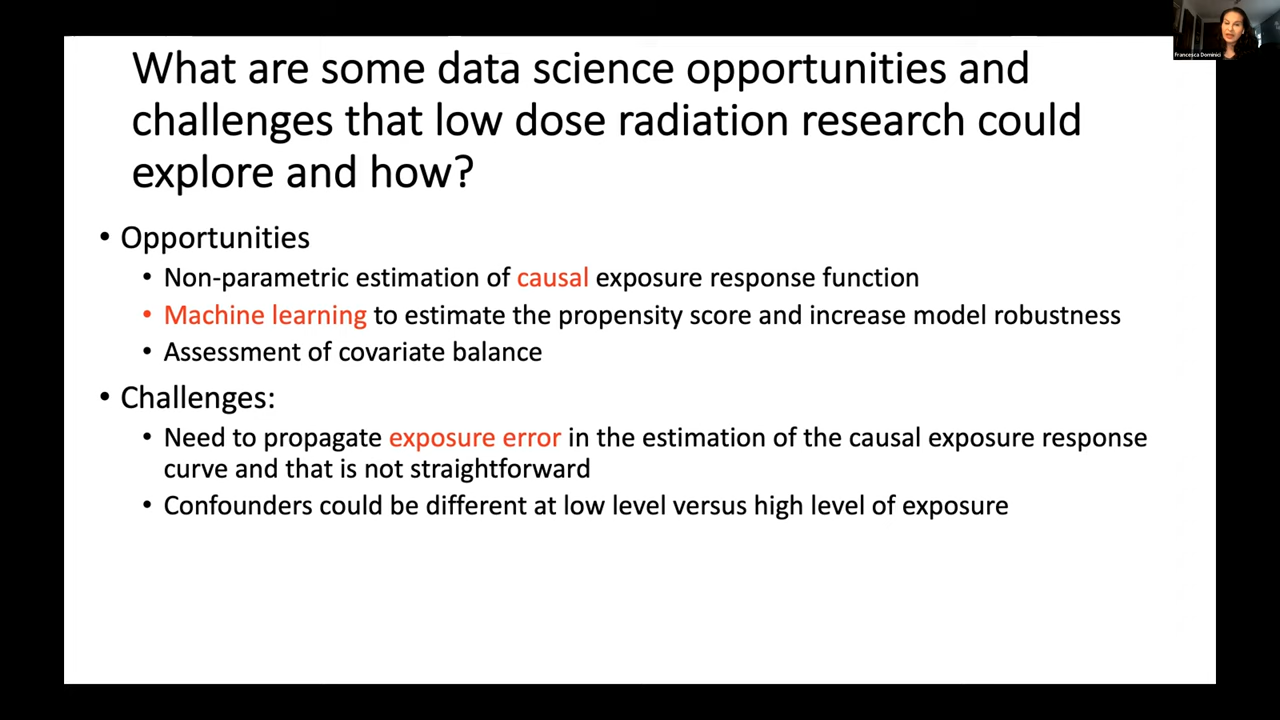 What are some data science opportunities and
challenges that low dose radiation research could
explore and how?
• Opportunities
• Non-parametric estimation of causal exposure response function
• Machine learning to estimate the propensity score and increase model robustness
• Assessment of covariate balance
• Challenges:
• Need to propagate exposure error in the estimation of the causal exposure response
curve and that is not straightforward
• Confounders could be different at low level versus high level of exposure
Francesca Dominici